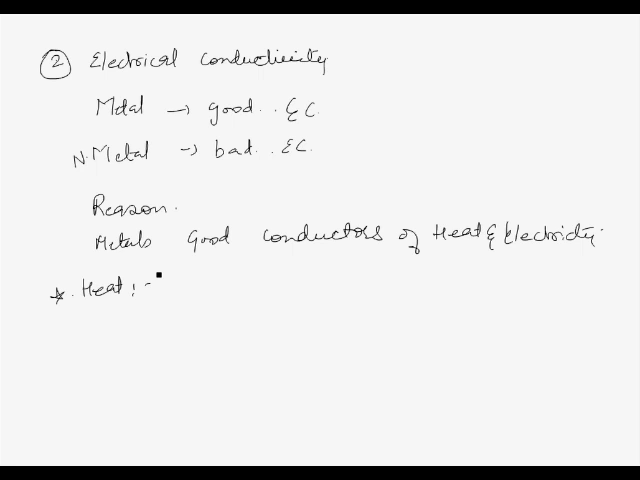 ② Electrical conductivity
Metal → good.. EC.
N.Metal → bad.. EC.
Reason.
Metals Good conductors of Heat & Electricity.
* . Heat : -